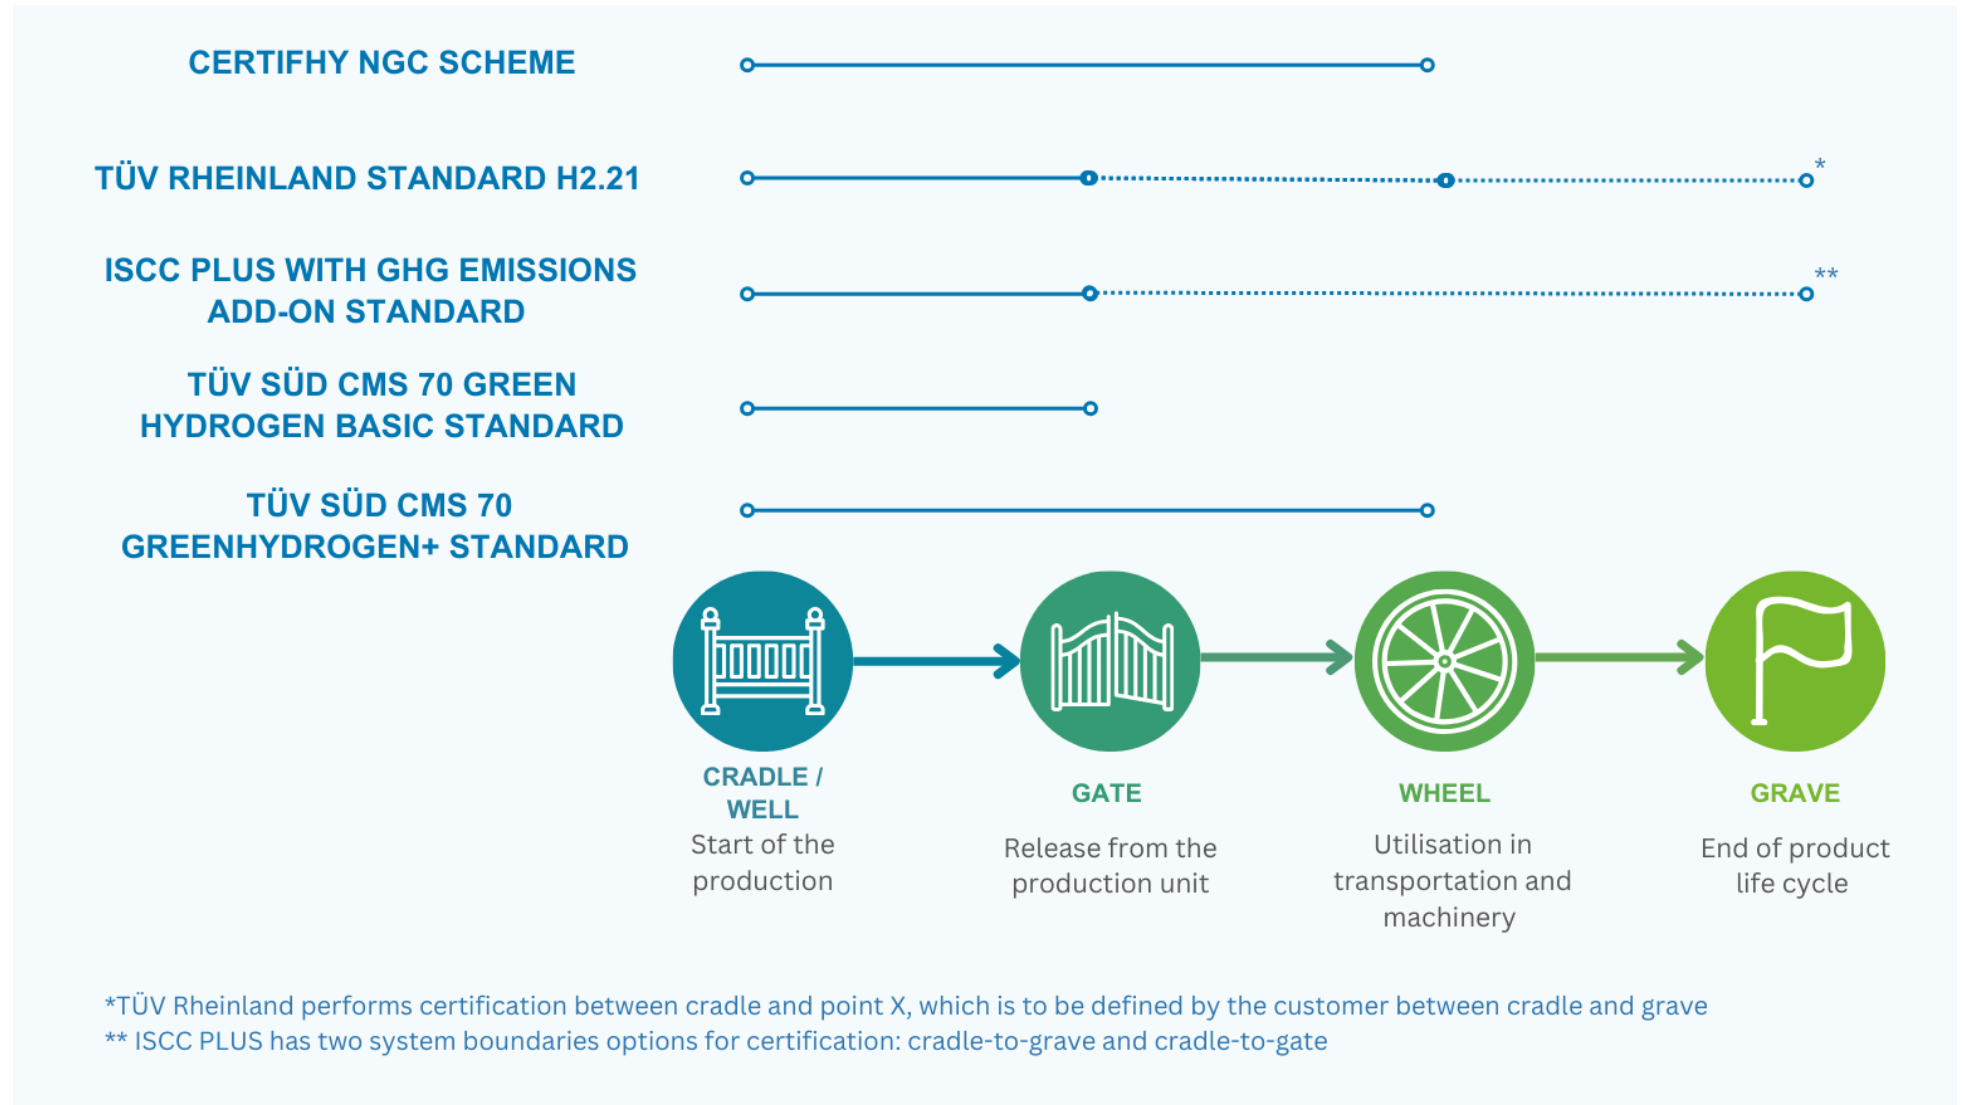 CERTIFHY NGC SCHEME
TÜV RHEINLAND STANDARD H2.21
*
ISCC PLUS WITH GHG EMISSIONS
ADD-ON STANDARD
**
TÜV SÜD CMS 70 GREEN
HYDROGEN BASIC STANDARD
TÜV SÜD CMS 70
GREENHYDROGEN+ STANDARD
CRADLE /
WELL
Start of the
production
GATE
Release from the
production unit
WHEEL
Utilisation in
transportation and
machinery
GRAVE
End of product
life cycle
*TÜV Rheinland performs certification between cradle and point X, which is to be defined by the customer between cradle and grave
** ISCC PLUS has two system boundaries options for certification: cradle-to-grave and cradle-to-gate